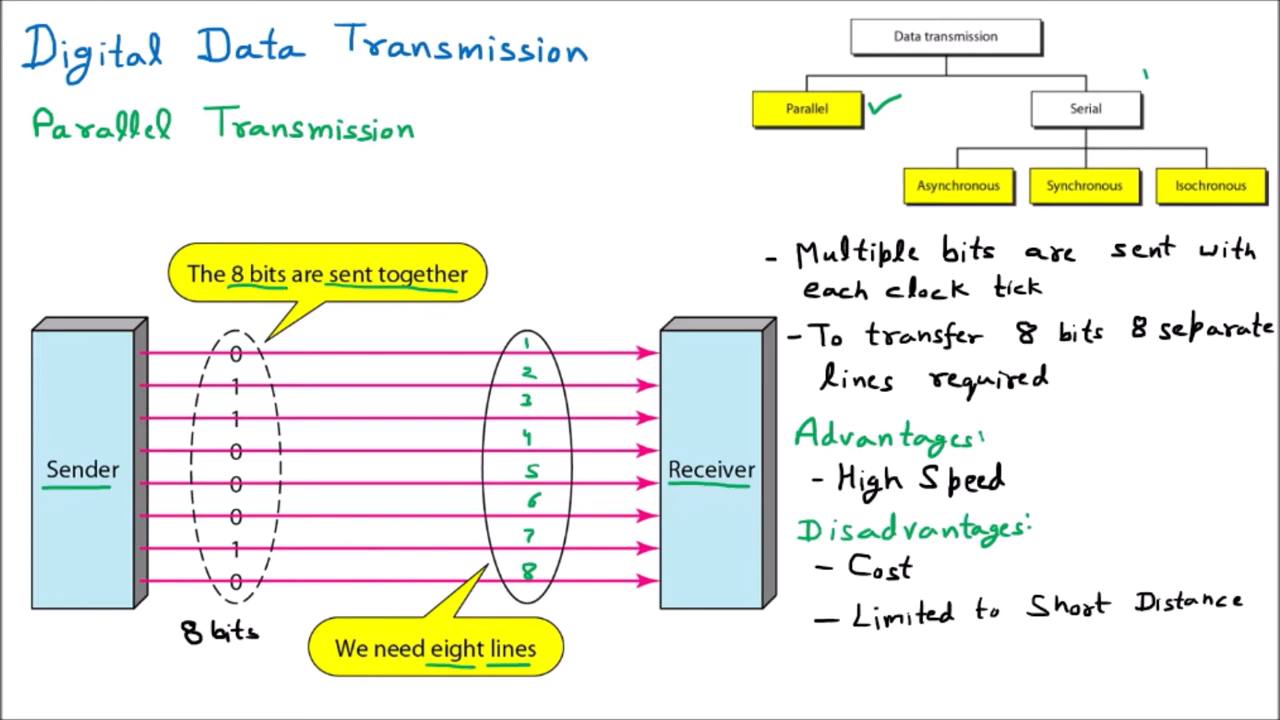 Digital Data Transmission
Parallel Transmission
Data transmission
Parallel
Serial
Asynchronous
Synchronous
Isochronous
The 8 bits are sent together
Sender
0
1
1
0
0
0
1
0
8 bits
1
2
3
4
5
6
7
8
We need eight lines
Receiver
- Multiple bits are sent with
each clock tick
- To transfer 8 bits 8 separate
lines required
Advantages:
- High Speed
Disadvantages:
- Cost
- Limited to Short Distance